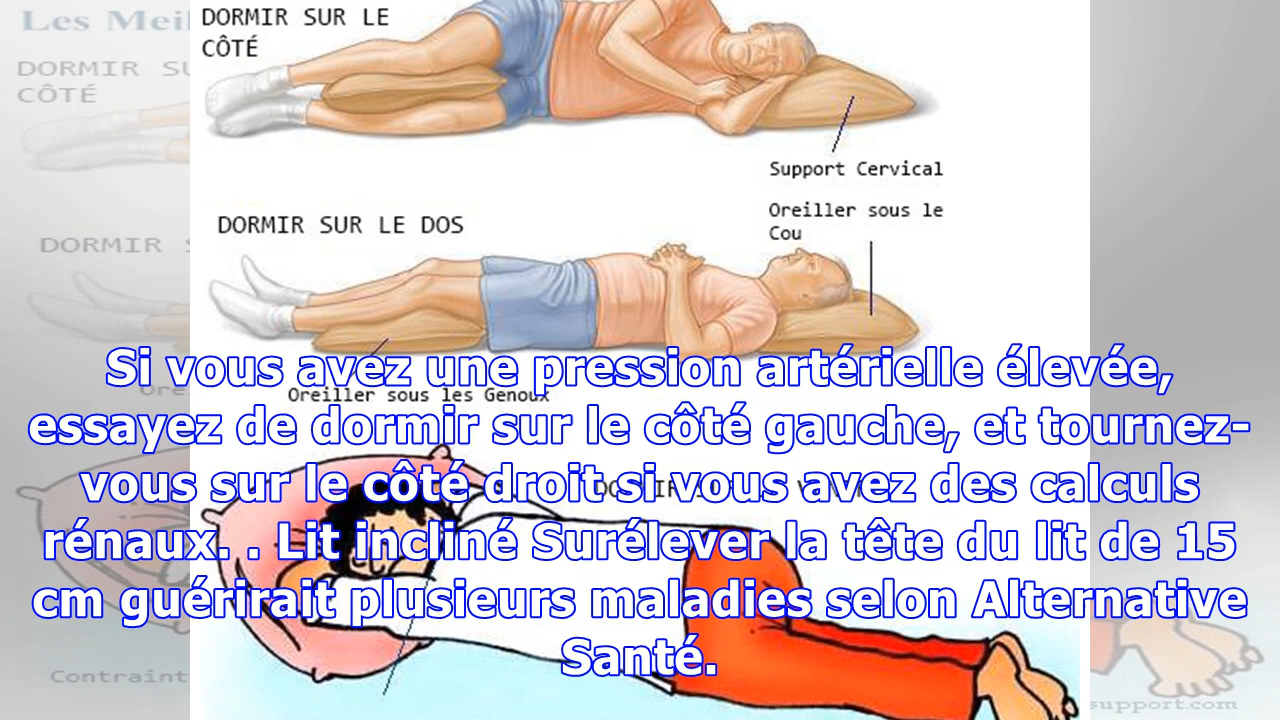 Les Meil
DORMIR SUR LE
CÔTÉ
DORMIR SU
CÔTÉ
Support Cervical
Oreiller sous le
Cou
DORMIR SUR LE DOS
DORMIR S
Si vous avez une pression artérielle élevée,
Oreiller sous les Genoux
essayez de dormir sur le côté gauche, et tournez-
vous sur le côté droit si vous avez des calculs
rénaux. . Lit incliné Surélever la tête du lit de 15
cm guérirait plusieurs maladies selon Alternative
Santé.
Contraint
support.com